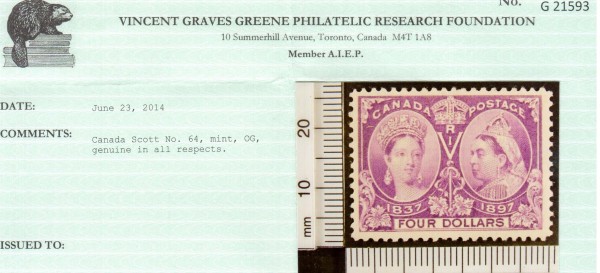 No. G 21593
VINCENT GRAVES GREENE PHILATELIC RESEARCH FOUNDATION
10 Summerhill Avenue, Toronto, Canada M4T 1A8
Member A.I.E.P.
DATE: June 23, 2014
COMMENTS: Canada Scott No. 64, mint, OG,
genuine in all respects.
ISSUED TO:
mm 10 20
CANADA POSTAGE
V R I
1837 1897
FOUR DOLLARS